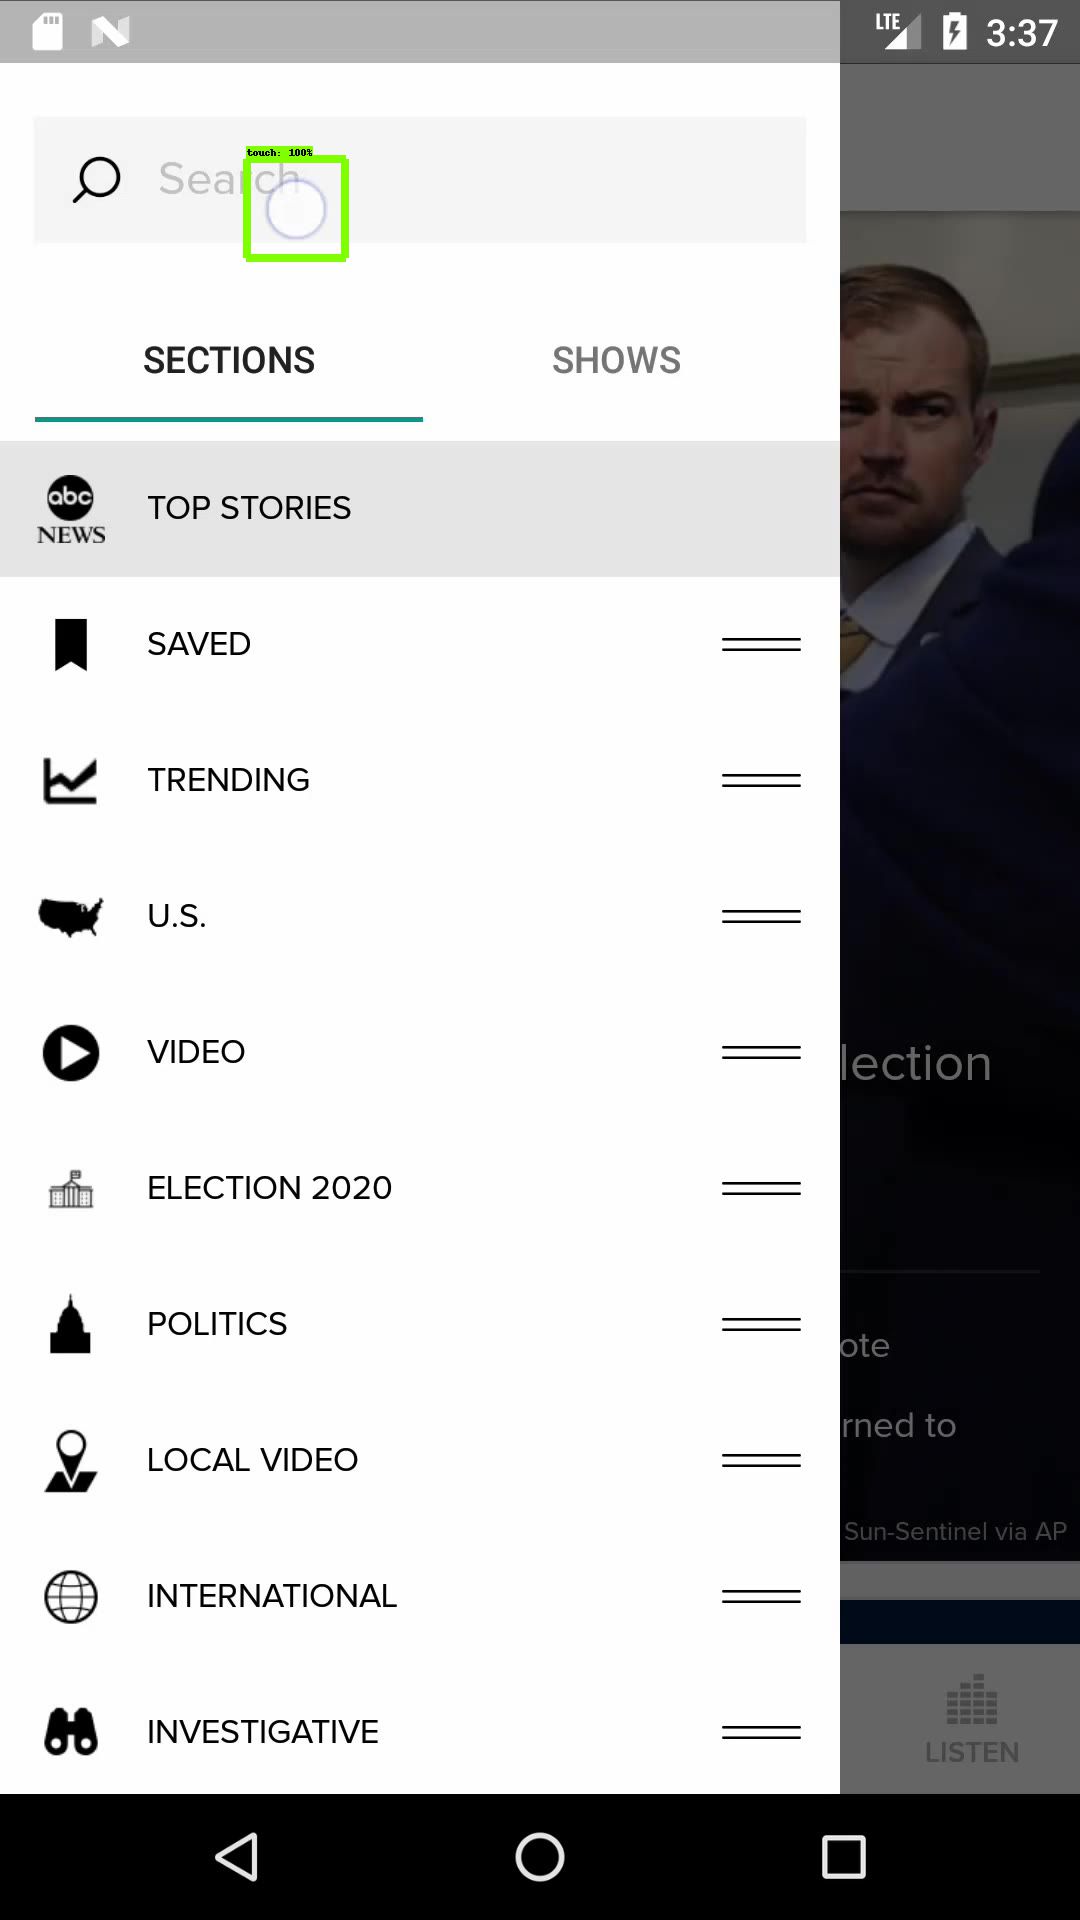 LTE 3:37
touch: 100%
Search
SECTIONS SHOWS
abc NEWS TOP STORIES
SAVED
TRENDING
U.S.
VIDEO
lection
ELECTION 2020
POLITICS
ote
rned to
LOCAL VIDEO
Sun-Sentinel via AP
INTERNATIONAL
INVESTIGATIVE
LISTEN